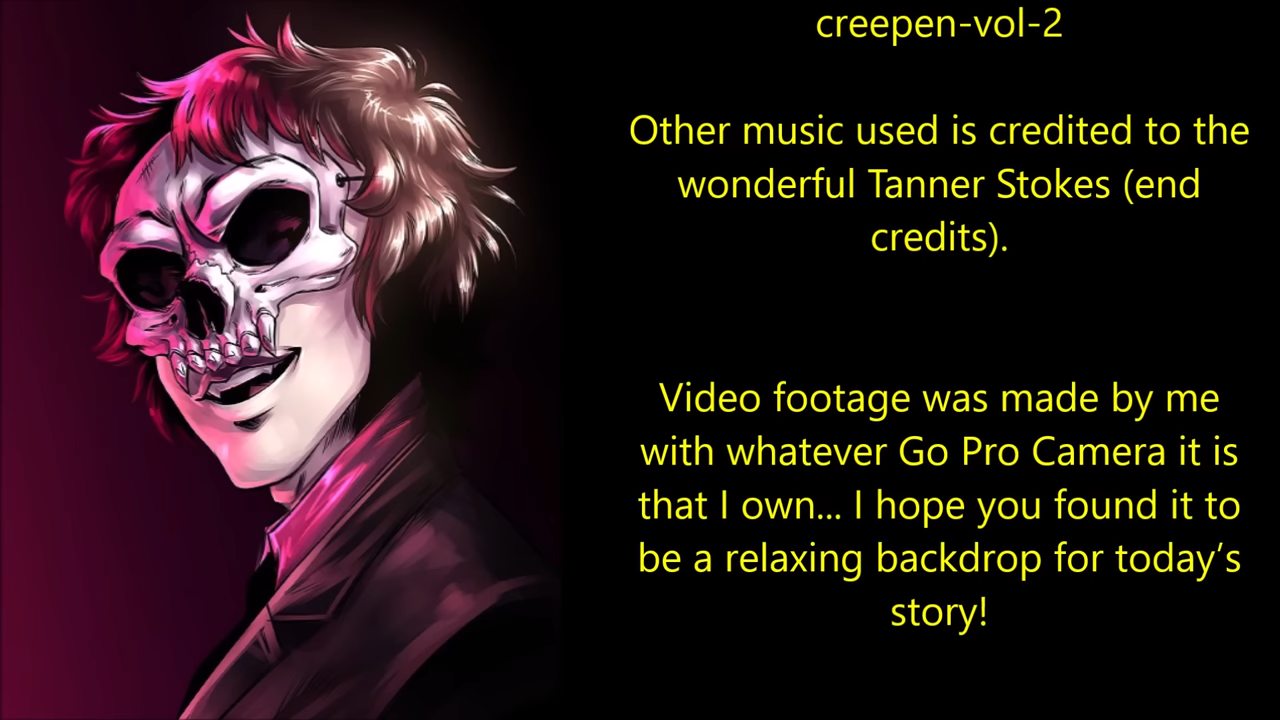 creepen-vol-2
Other music used is credited to the
wonderful Tanner Stokes (end
credits).
Video footage was made by me
with whatever Go Pro Camera it is
that I own... I hope you found it to
be a relaxing backdrop for today’s
story!